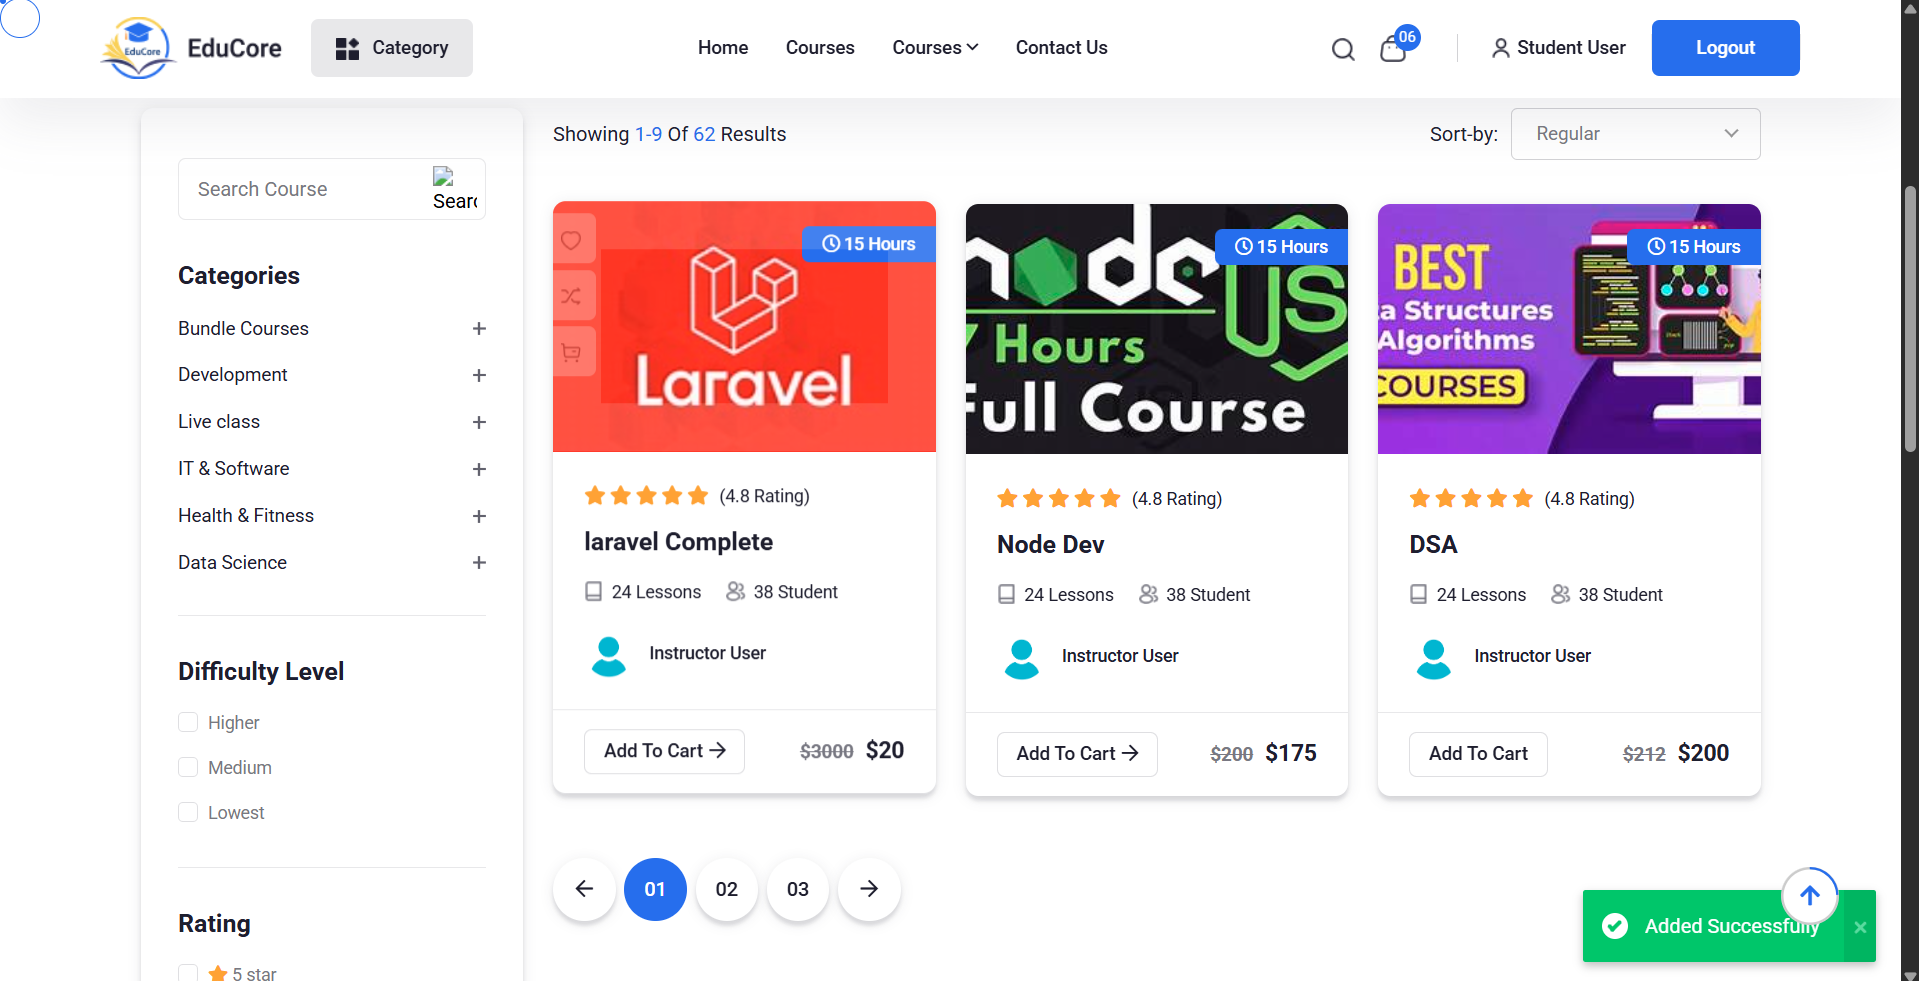 EduCore
EduCore
Category
Home
Courses
Courses
Contact Us
06
Student User
Logout
Showing 1-9 Of 62 Results
Sort-by:
Regular
Search Course
Categories
Bundle Courses
Development
Live class
IT & Software
Health & Fitness
Data Science
Difficulty Level
Higher
Medium
Lowest
Rating
5 star
15 Hours
Laravel
(4.8 Rating)
laravel Complete
24 Lessons
38 Student
Instructor User
Add To Cart →
$3000 $20
15 Hours
node
JS
7 Hours
Full Course
(4.8 Rating)
Node Dev
24 Lessons
38 Student
Instructor User
Add To Cart →
$200 $175
15 Hours
BEST
a Structures
Algorithms
COURSES
(4.8 Rating)
DSA
24 Lessons
38 Student
Instructor User
Add To Cart
$212 $200
← 01 02 03 →
Added Successfully ×